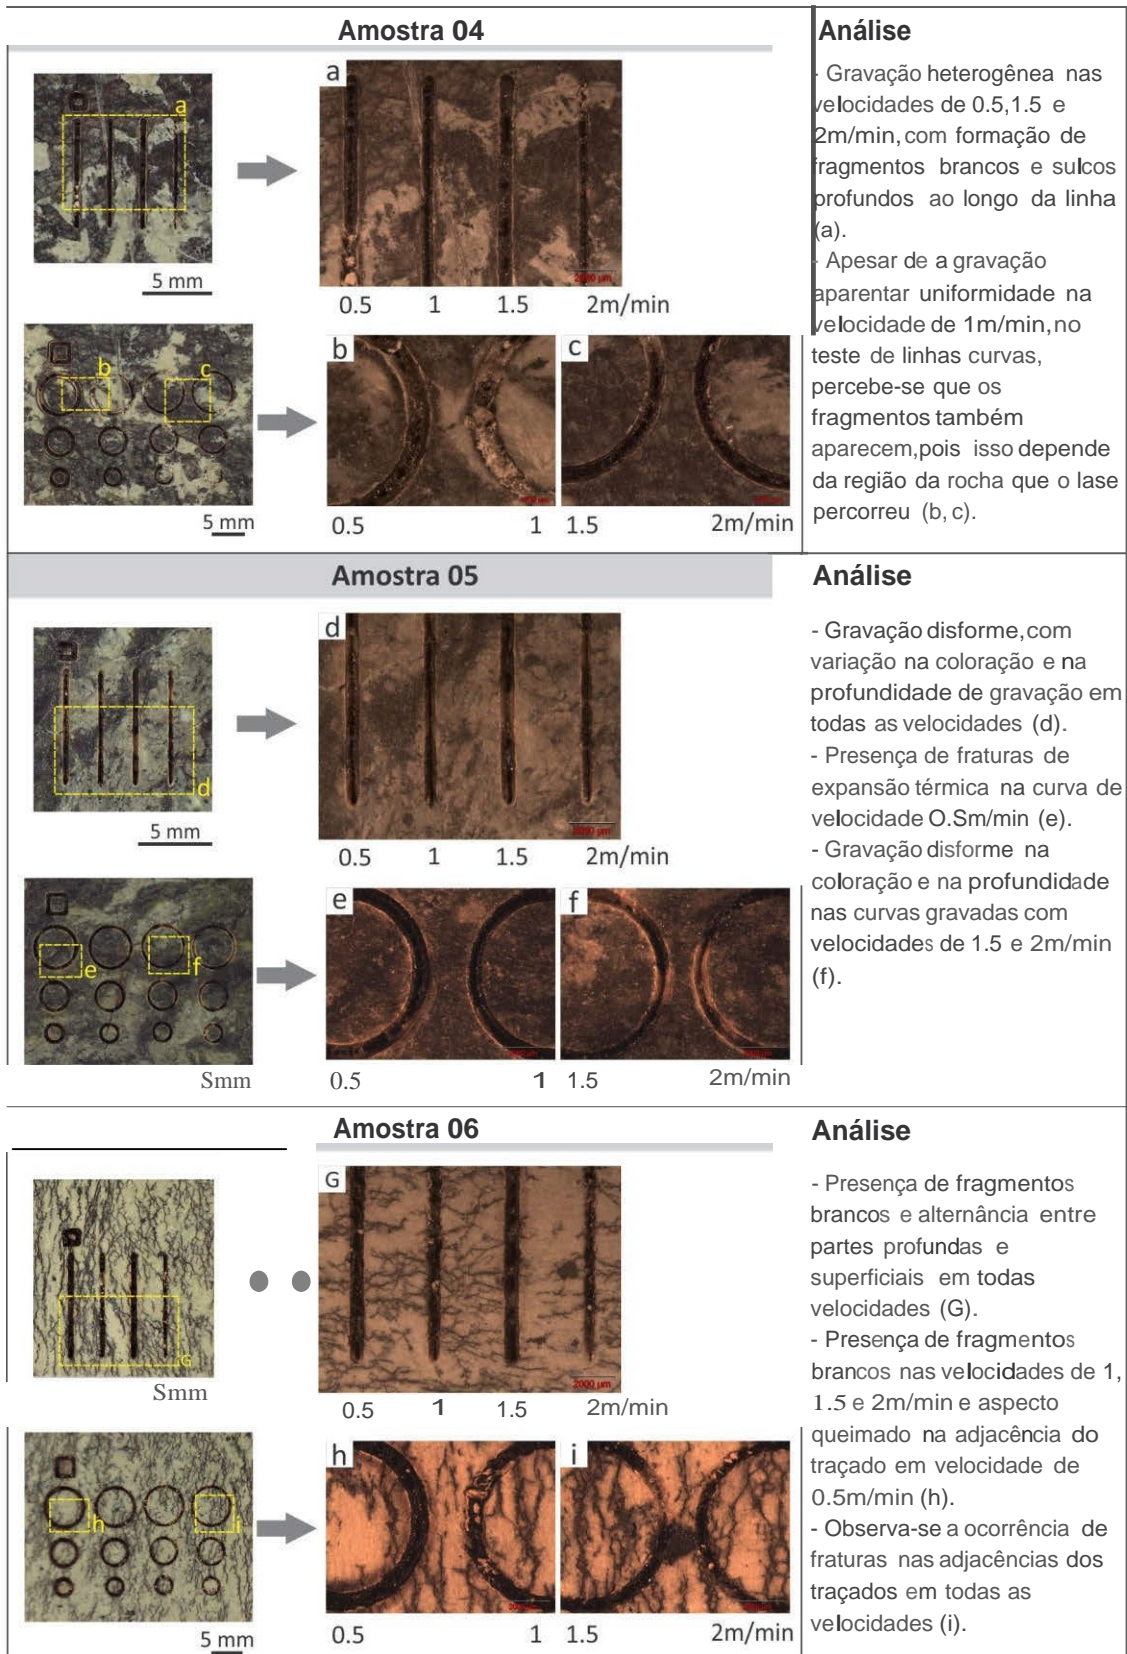 Amostra 04
a
a
5 mm
0.5 1 1.5 2m/min
b c
b
c
5 mm
0.5 1 1.5 2m/min
Análise
- Gravação heterogênea nas
velocidades de 0.5,1.5 e
2m/min, com formação de
fragmentos brancos e sulcos
profundos ao longo da linha
(a).
- Apesar de a gravação
aparentar uniformidade na
velocidade de 1m/min, no
teste de linhas curvas,
percebe-se que os
fragmentos também
aparecem, pois isso depende
da região da rocha que o lase
percorreu (b, c).
Amostra 05
d
d
5 mm
2000 µm
0.5 1 1.5 2m/min
e f
e
f
Smm
0.5 1 1.5 2m/min
Análise
- Gravação disforme, com
variação na coloração e na
profundidade de gravação em
todas as velocidades (d).
- Presença de fraturas de
expansão térmica na curva de
velocidade O.Sm/min (e).
- Gravação disforme na
coloração e na profundidade
nas curvas gravadas com
velocidades de 1.5 e 2m/min
(f).
Amostra 06
G
G
Smm
2000 µm
0.5 1 1.5 2m/min
h i
h
i
5 mm
0.5 1 1.5 2m/min
Análise
- Presença de fragmentos
brancos e alternância entre
partes profundas e
superficiais em todas
velocidades (G).
- Presença de fragmentos
brancos nas velocidades de 1,
1.5 e 2m/min e aspecto
queimado na adjacência do
traçado em velocidade de
0.5m/min (h).
- Observa-se a ocorrência de
fraturas nas adjacências dos
traçados em todas as
velocidades (i).